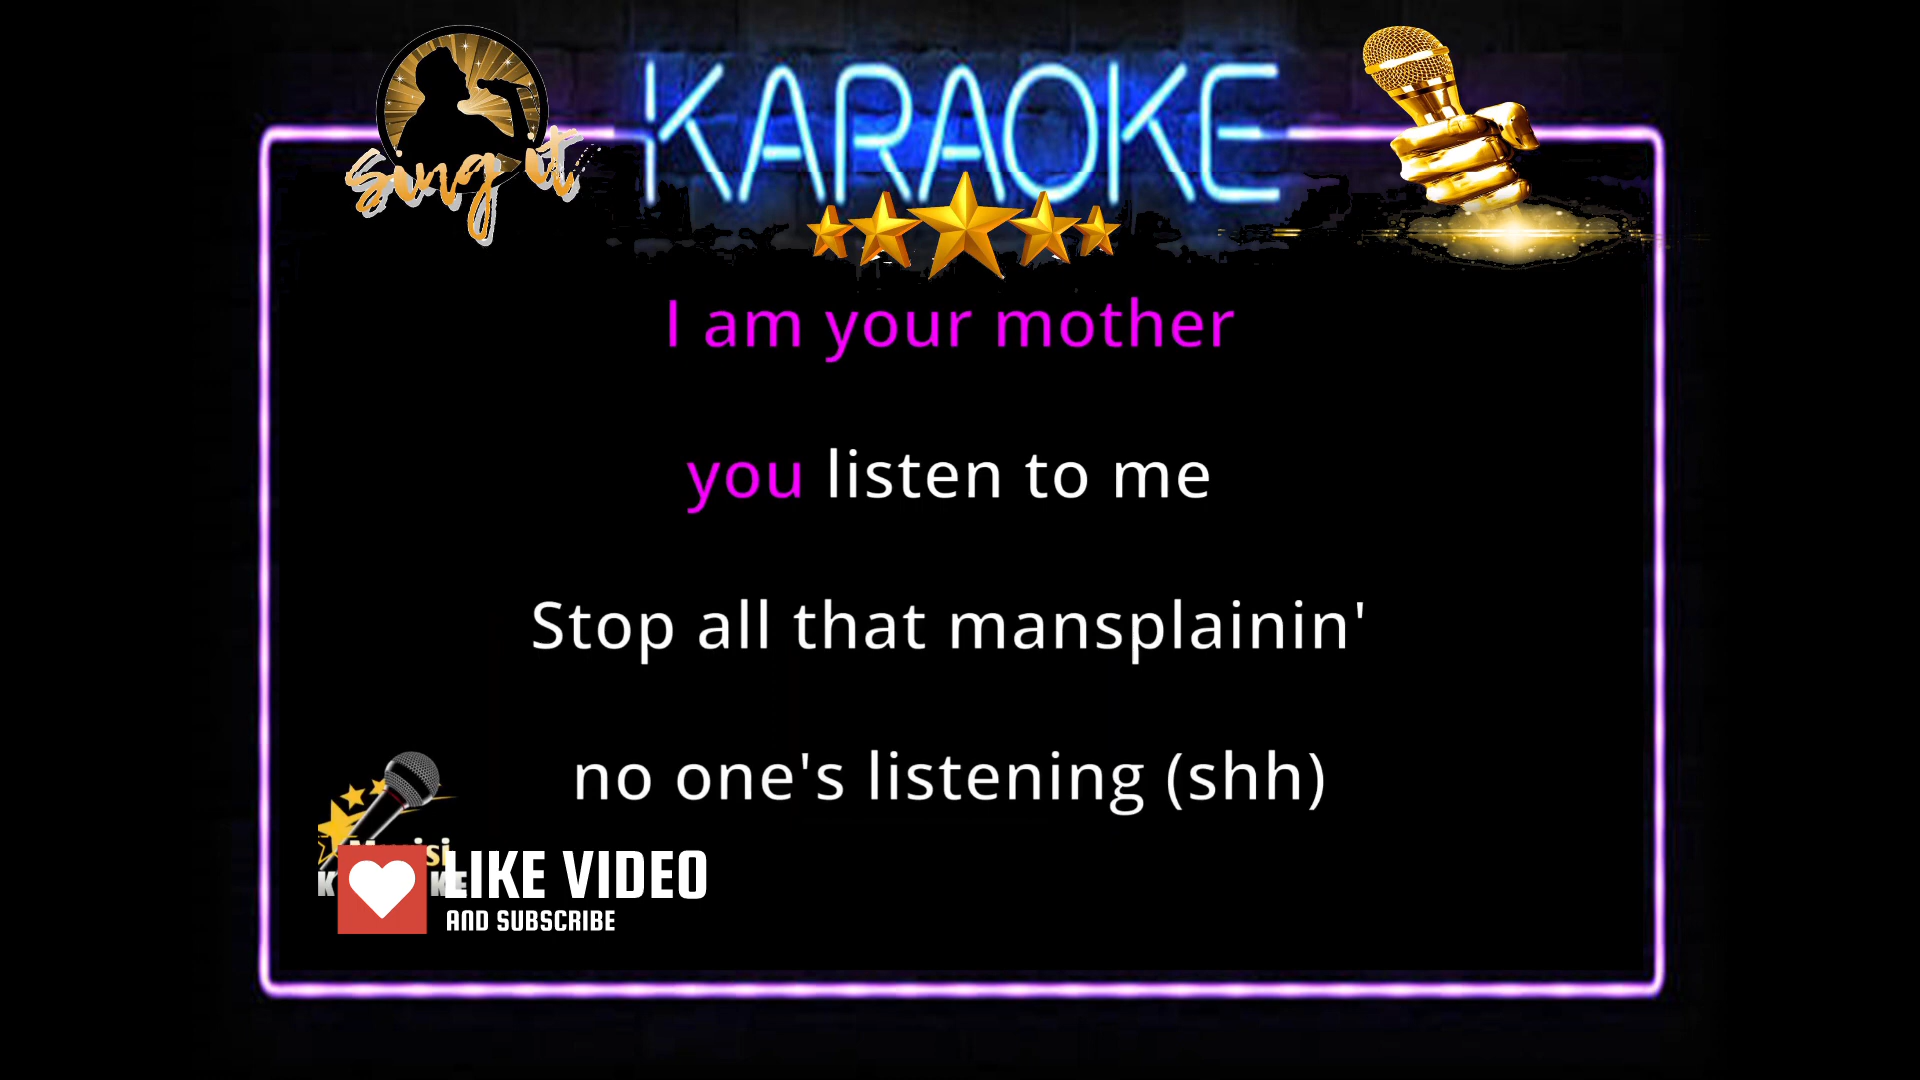 Sing it
KARAOKE
I am your mother
you listen to me
Stop all that mansplainin'
no one's listening (shh)
LIKE VIDEO
AND SUBSCRIBE